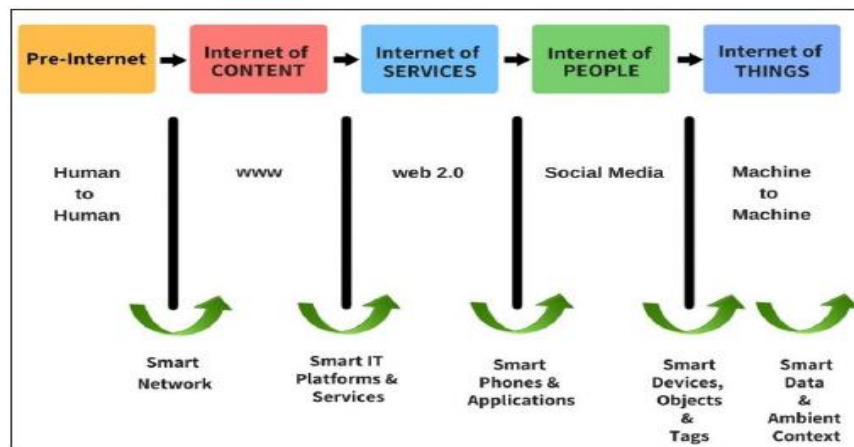 Pre-Internet
Internet of
CONTENT
Internet of
SERVICES
Internet of
PEOPLE
Internet of
THINGS
Human
to
Human
www
web 2.0
Social Media
Machine
to
Machine
Smart
Network
Smart IT
Platforms &
Services
Smart
Phones &
Applications
Smart
Devices,
Objects
&
Tags
Smart
Data
&
Ambient
Context